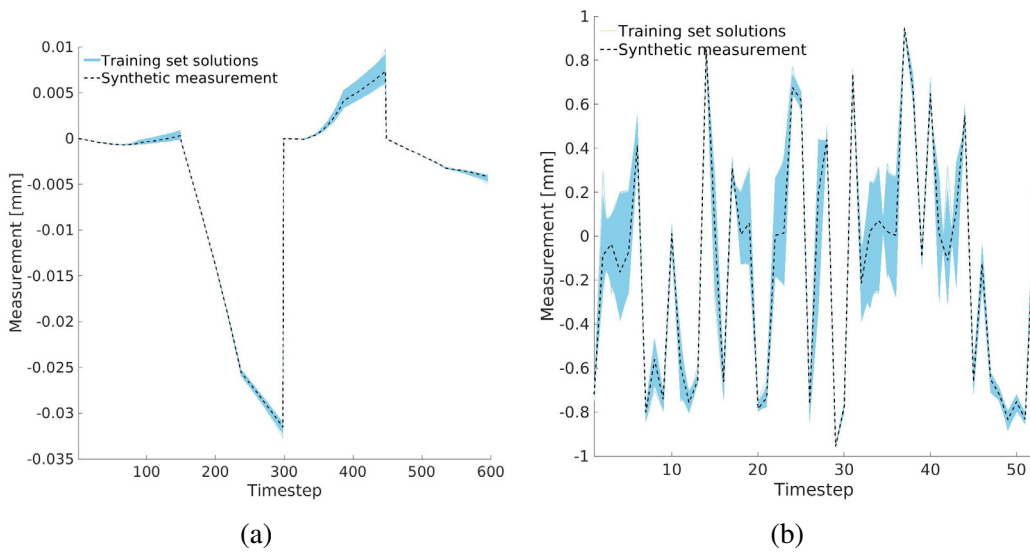 0.01
0.005
0
-0.005
-0.01
-0.015
-0.02
-0.025
-0.03
-0.035
Measurement [mm]
Training set solutions
Synthetic measurement
100 200 300 400 500 600
Timestep
(a)
1
0.8
0.6
0.4
0.2
0
-0.2
-0.4
-0.6
-0.8
-1
Measurement [mm]
Training set solutions
Synthetic measurement
10 20 30 40 50
Timestep
(b)